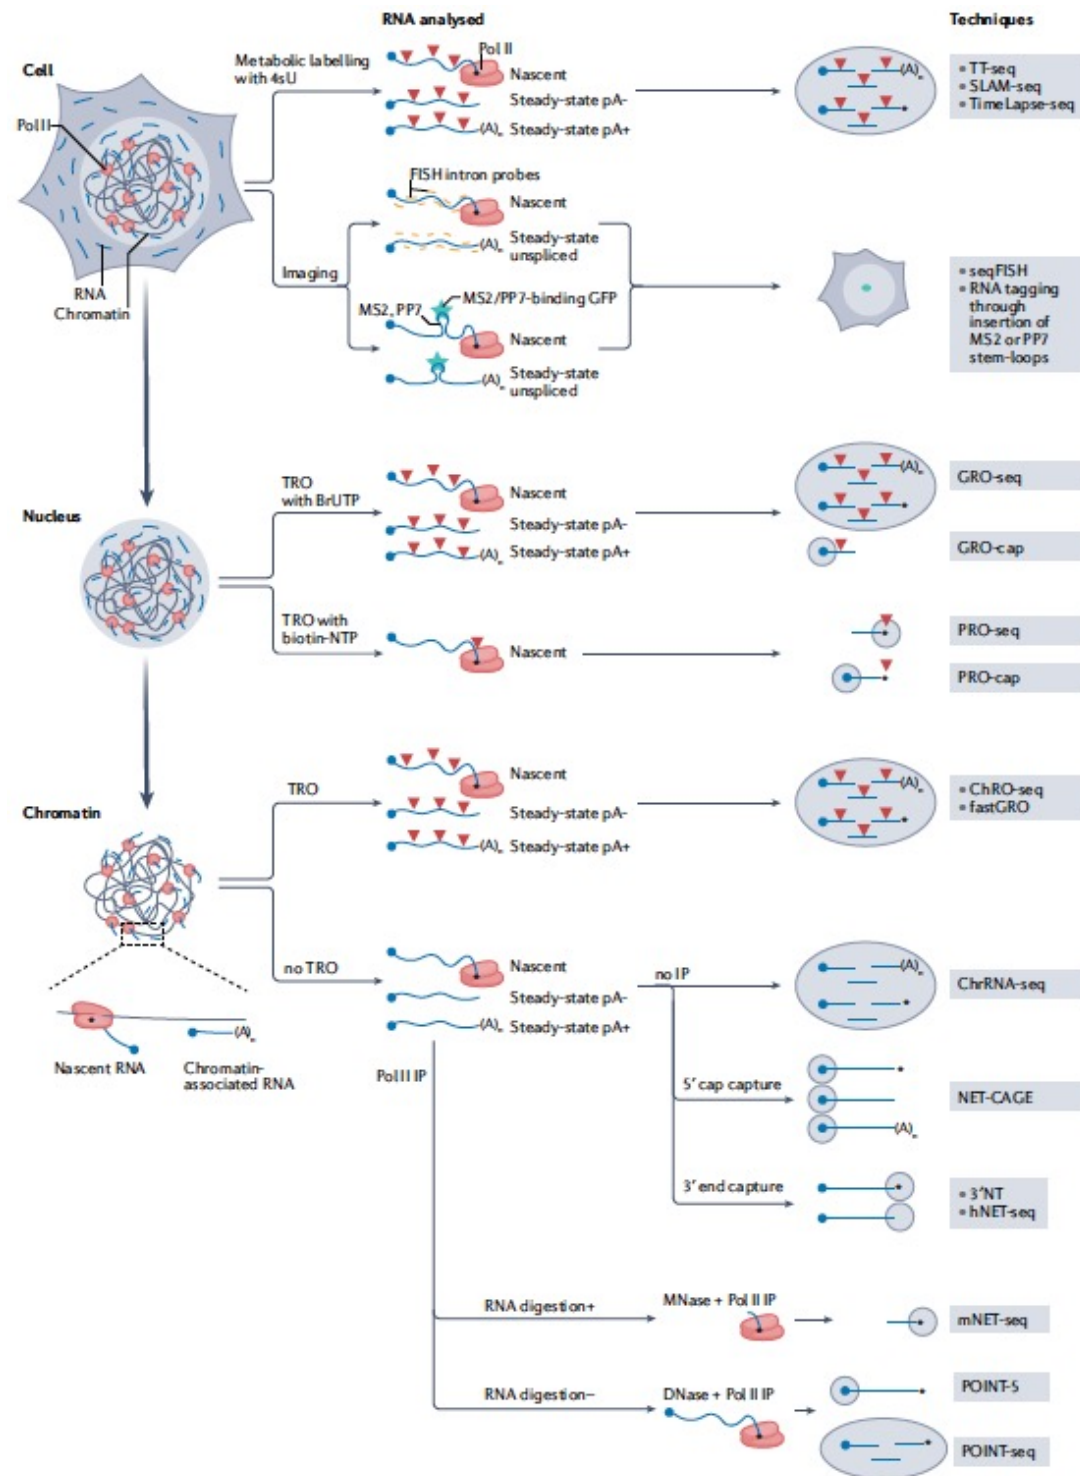 RNA analysed
Techniques
Cell
Pol II
RNA
Chromatin
Metabolic labelling
with 4sU
Pol II
Nascent
Steady-state pA-
(A)n Steady-state pA+
(A)n
• TT-seq
• SLAM-seq
• TimeLapse-seq
Imaging
FISH intron probes
Nascent
(A)n Steady-state
unspliced
MS2, PP7
MS2/PP7-binding GFP
Nascent
(A)n Steady-state
unspliced
• seqFISH
• RNA tagging
through
insertion of
MS2 or PP7
stem-loops
Nucleus
TRO
with BrUTP
Nascent
Steady-state pA-
(A)n Steady-state pA+
(A)n
GRO-seq
GRO-cap
TRO with
biotin-NTP
Nascent
PRO-seq
PRO-cap
Chromatin
TRO
Nascent
Steady-state pA-
(A)n Steady-state pA+
(A)n
• ChRO-seq
• fastGRO
no TRO
Nascent
Steady-state pA-
(A)n Steady-state pA+
Nascent RNA
(A)n
Chromatin-
associated RNA
no IP
(A)n
ChrRNA-seq
5′ cap capture
(A)n
NET-CAGE
3′ end capture
• 3′NT
• hNET-seq
Pol II IP
RNA digestion+
MNase + Pol II IP
mNET-seq
RNA digestion−
DNase + Pol II IP
POINT-5
POINT-seq